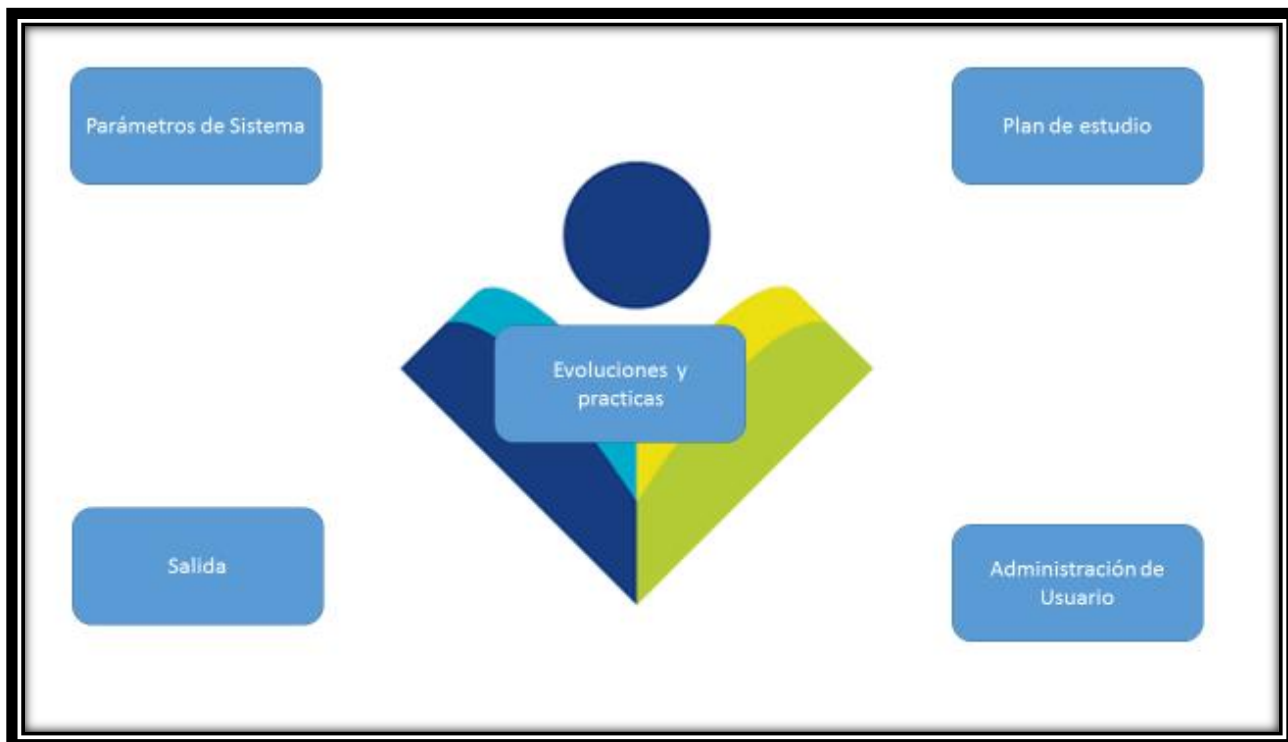 Parámetros de Sistema
Plan de estudio
Evoluciones y
practicas
Salida
Administración de
Usuario